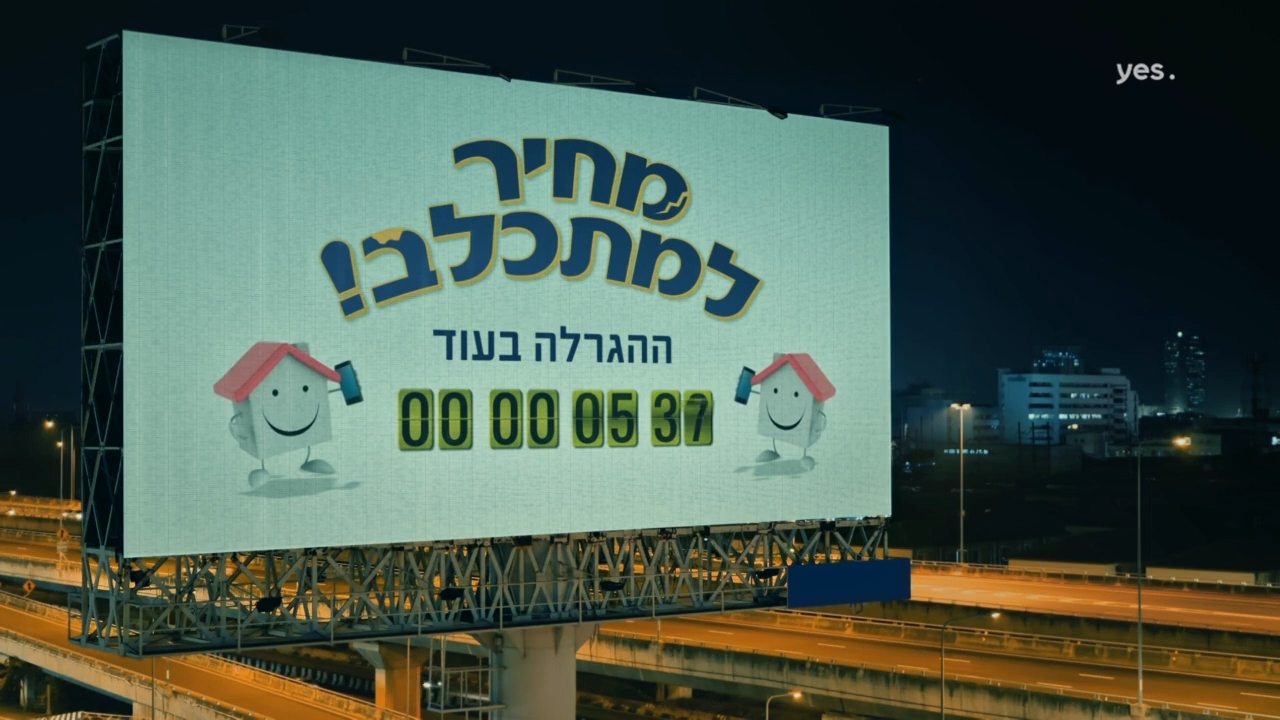 yes.
מחיר
למתכלב!
ההגרלה בעוד
00 00 05 37